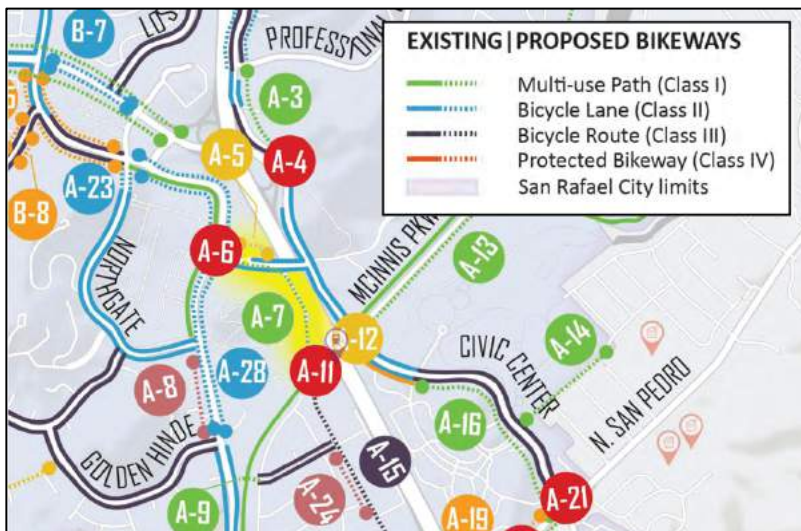 B-7
LOS
PROFESSIONAL
A-3
A-5
A-4
A-23
B-8
A-6
NORTHGATE
MCINNIS PKWY
A-13
A-7
-12
A-14
A-11
CIVIC CENTER
A-8
A-28
N. SAN PEDRO
A-16
GOLDEN HINDE
A-15
A-9
A-24
A-19
A-21
EXISTING | PROPOSED BIKEWAYS
Multi-use Path (Class I)
Bicycle Lane (Class II)
Bicycle Route (Class III)
Protected Bikeway (Class IV)
San Rafael City limits